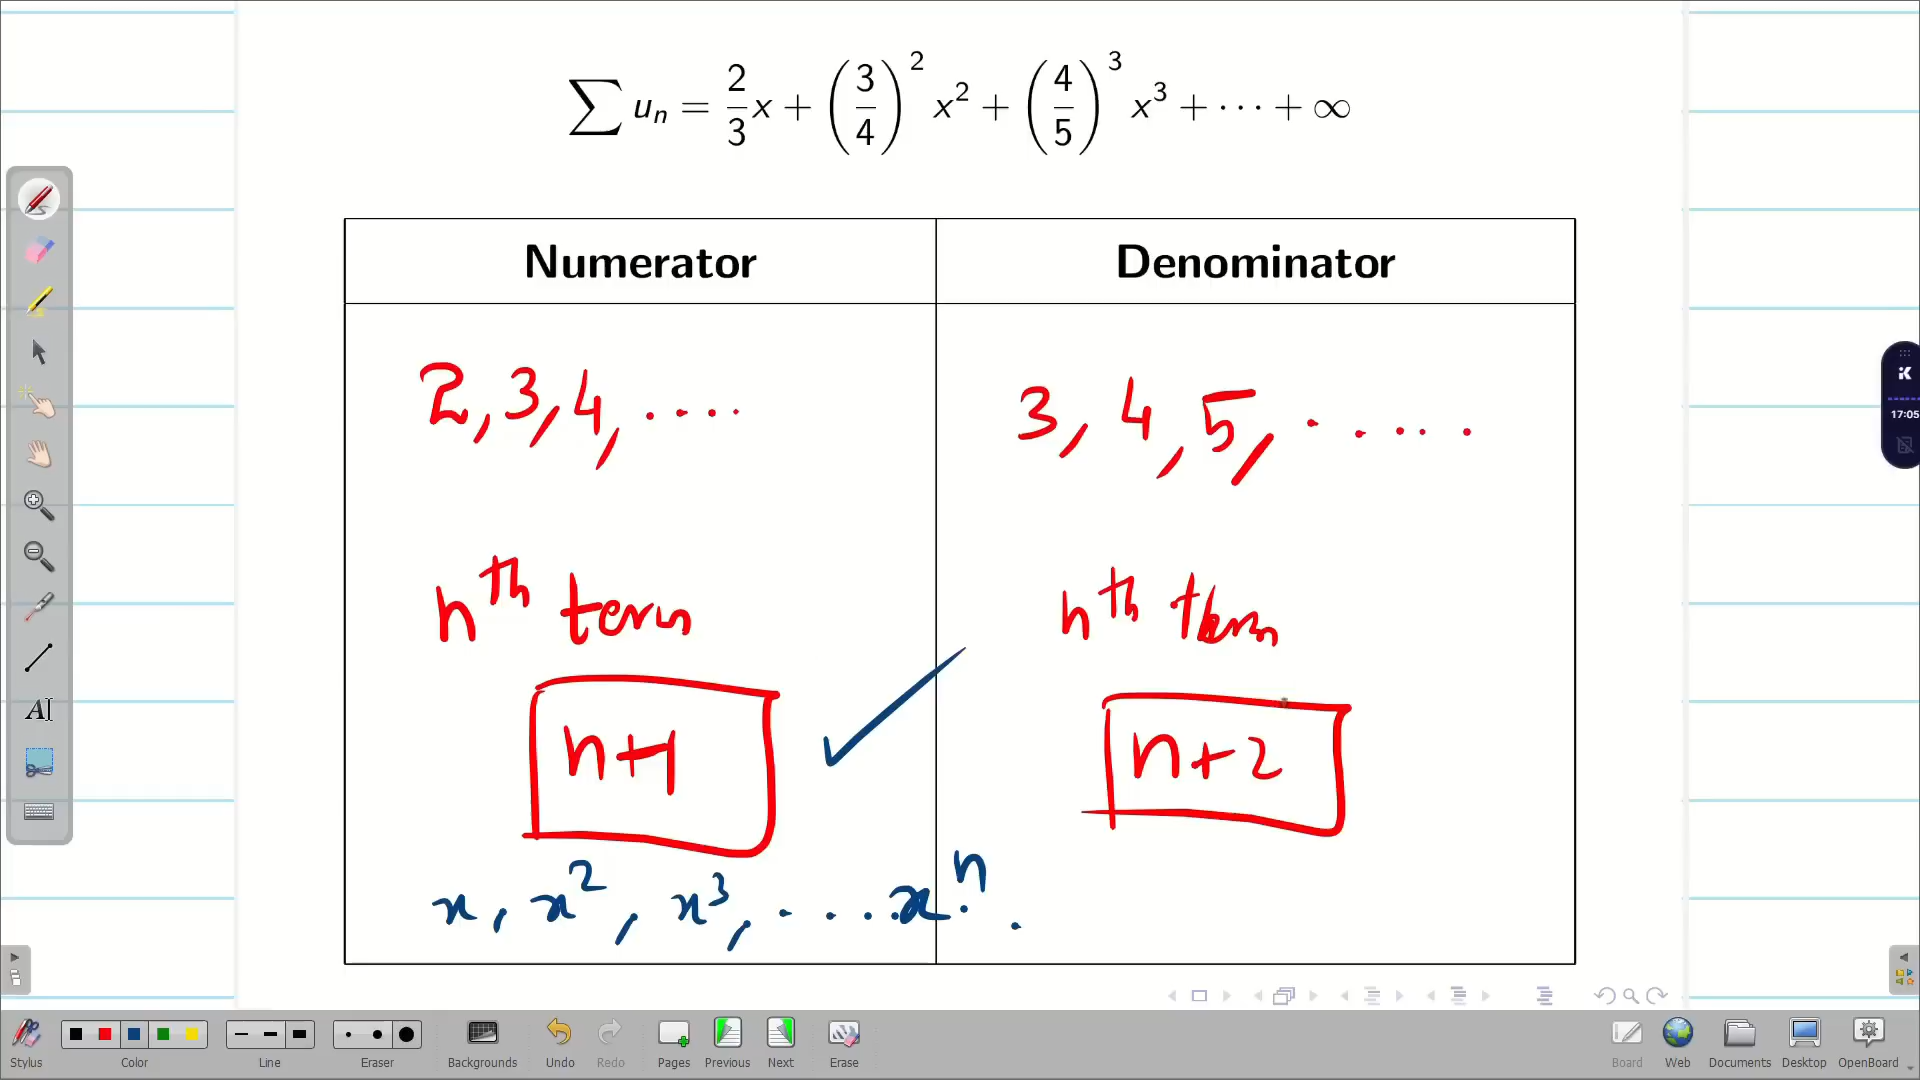 ∑ uₙ = 2/3 x + (3/4)² x² + (4/5)³ x³ + ⋯ + ∞
Numerator
Denominator
2, 3, 4, ....
3, 4, 5, .....
nᵗʰ term
nᵗʰ term
n+1
n+2
x, x², x³, ..... xⁿ ..
17:05
Stylus
Color
Line
Eraser
Backgrounds
Undo
Redo
Pages
Previous
Next
Erase
Board
Web
Documents
Desktop
OpenBoard